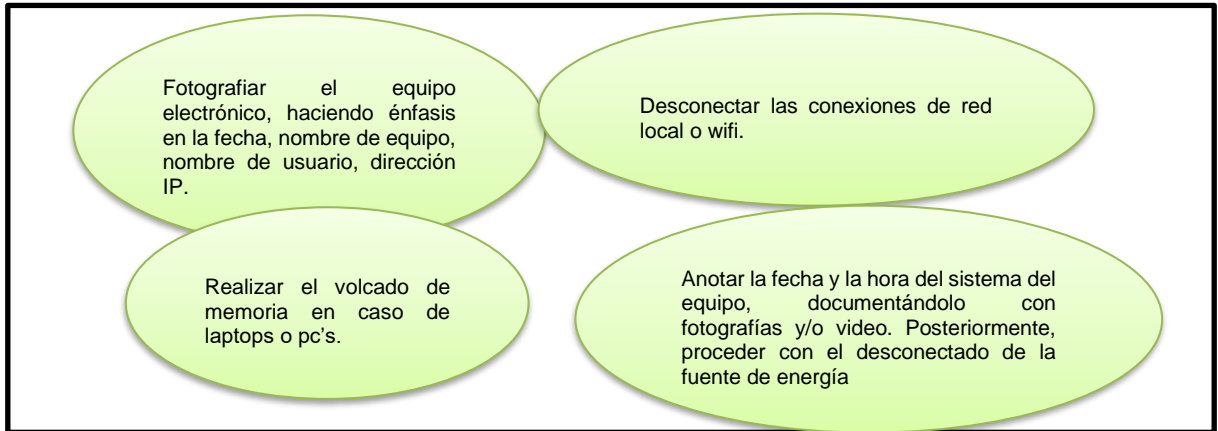 Fotografiar el equipo
electrónico, haciendo énfasis
en la fecha, nombre de equipo,
nombre de usuario, dirección
IP.
Desconectar las conexiones de red
local o wifi.
Realizar el volcado de
memoria en caso de
laptops o pc's.
Anotar la fecha y la hora del sistema del
equipo, documentándolo con
fotografías y/o video. Posteriormente,
proceder con el desconectado de la
fuente de energía